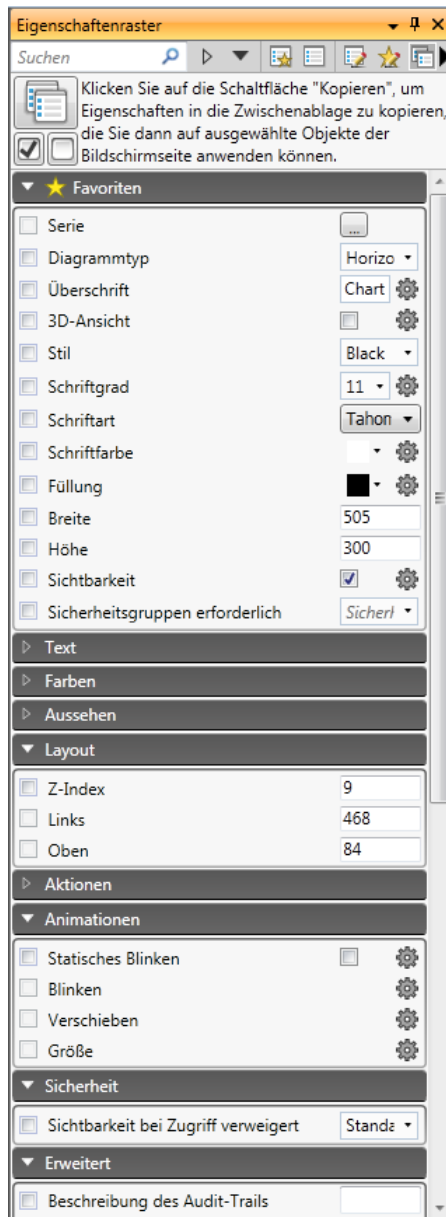 Eigenschaftenraster
Suchen
Klicken Sie auf die Schaltfläche "Kopieren", um
Eigenschaften in die Zwischenablage zu kopieren,
die Sie dann auf ausgewählte Objekte der
Bildschirmseite anwenden können.
Favoriten
Serie ...
Diagrammtyp Horizo
Überschrift Chart
3D-Ansicht
Stil Black
Schriftgrad 11
Schriftart Tahon
Schriftfarbe
Füllung
Breite 505
Höhe 300
Sichtbarkeit
Sicherheitsgruppen erforderlich Sicherh
Text
Farben
Aussehen
Layout
Z-Index 9
Links 468
Oben 84
Aktionen
Animationen
Statisches Blinken
Blinken
Verschieben
Größe
Sicherheit
Sichtbarkeit bei Zugriff verweigert Standa
Erweitert
Beschreibung des Audit-Trails